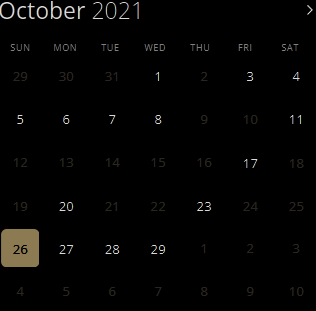 October 2021
SUN MON TUE WED THU FRI SAT
29 30 31 1 2 3 4
5 6 7 8 9 10 11
12 13 14 15 16 17 18
19 20 21 22 23 24 25
26 27 28 29 1 2 3
4 5 6 7 8 9 10